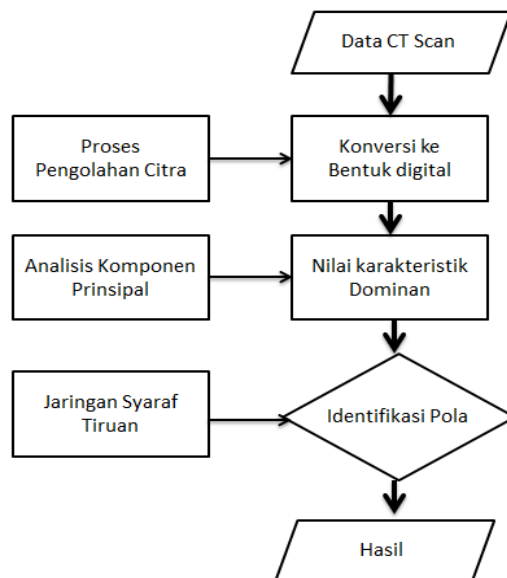 Data CT Scan
Proses
Pengolahan Citra
Konversi ke
Bentuk digital
Analisis Komponen
Prinsipal
Nilai karakteristik
Dominan
Jaringan Syaraf
Tiruan
Identifikasi Pola
Hasil